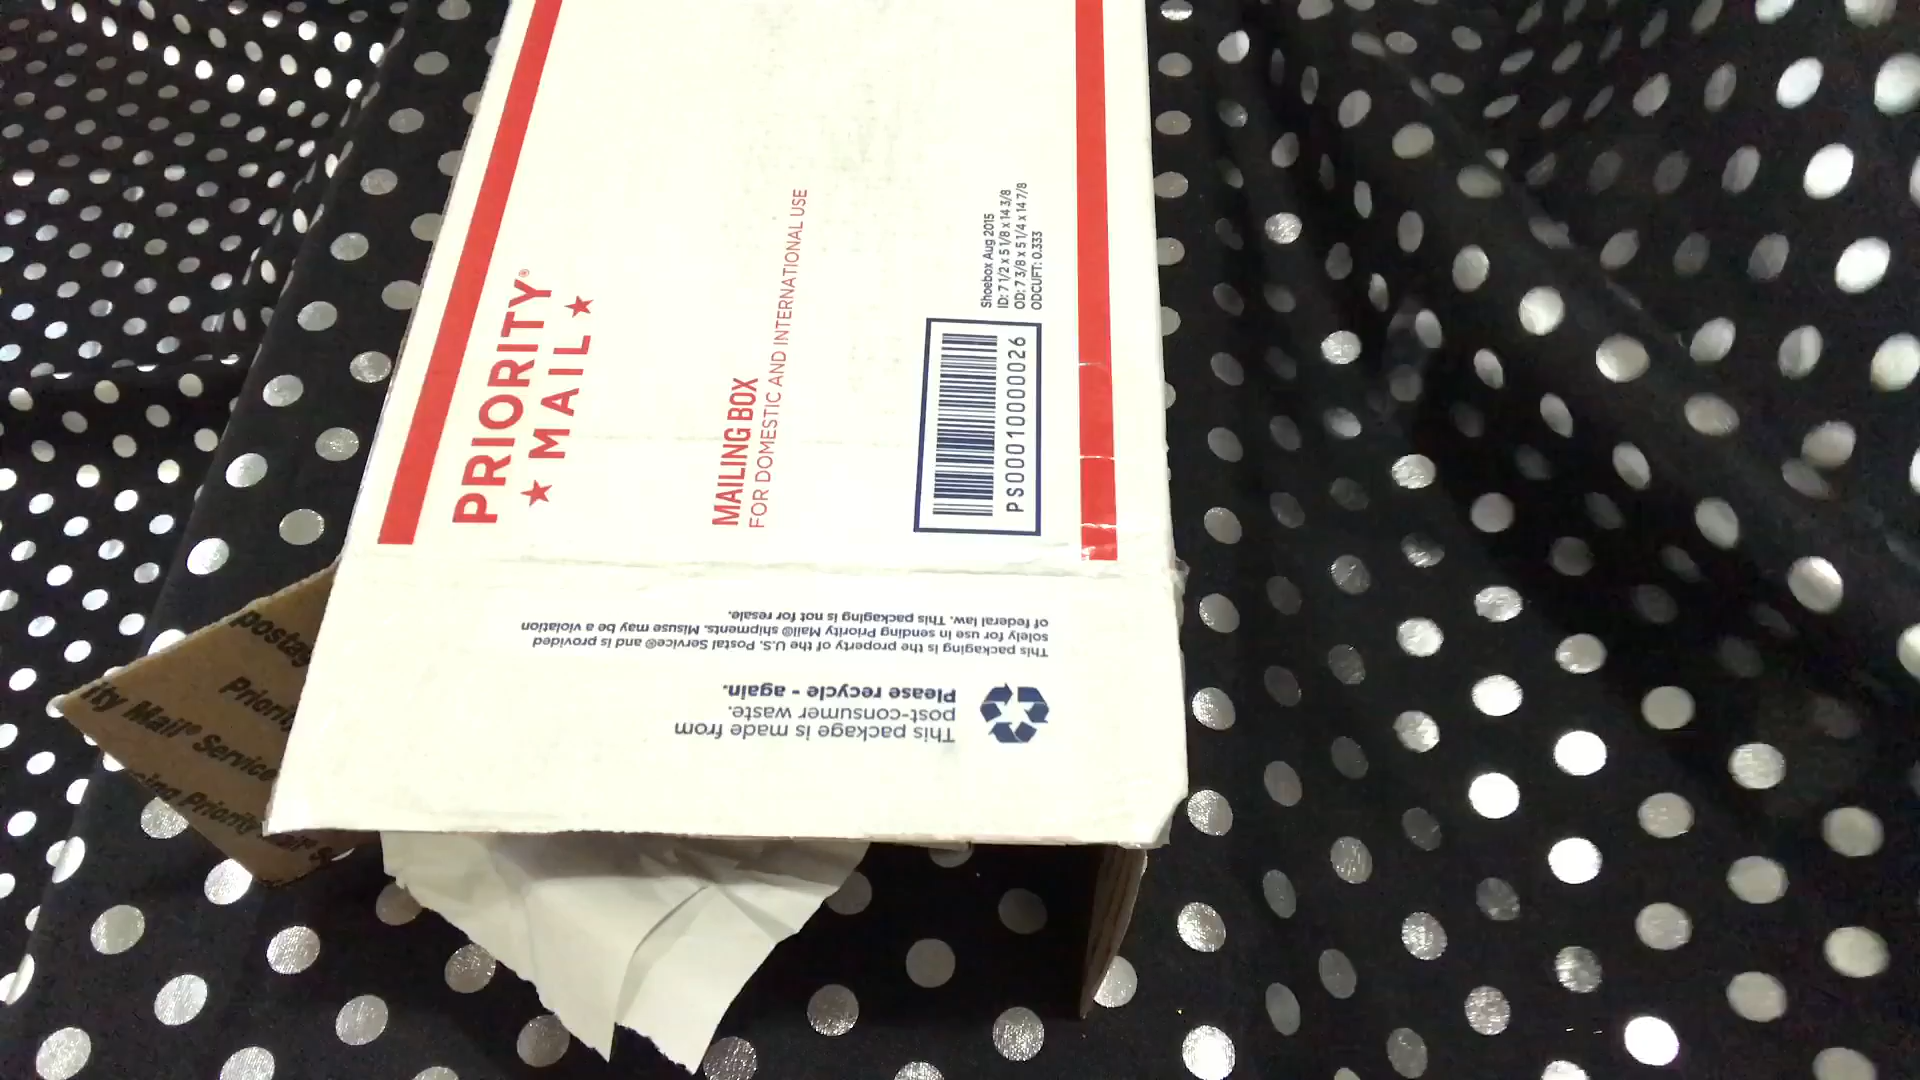 PRIORITY®
★ MAIL ★
MAILING BOX
FOR DOMESTIC AND INTERNATIONAL USE
Shoebox Aug 2015
ID: 7 1/2 x 5 1/8 x 14 3/8
OD: 7 3/8 x 5 1/4 x 14 7/8
ODCUFT: 0.333
PS00010000026
This package is made from
post-consumer waste.
Please recycle - again.
This packaging is the property of the U.S. Postal Service® and is provided
solely for use in sending Priority Mail® shipments. Misuse may be a violation
of federal law. This packaging is not for resale.
postag
Priorit
ity Mail® Service
Priority